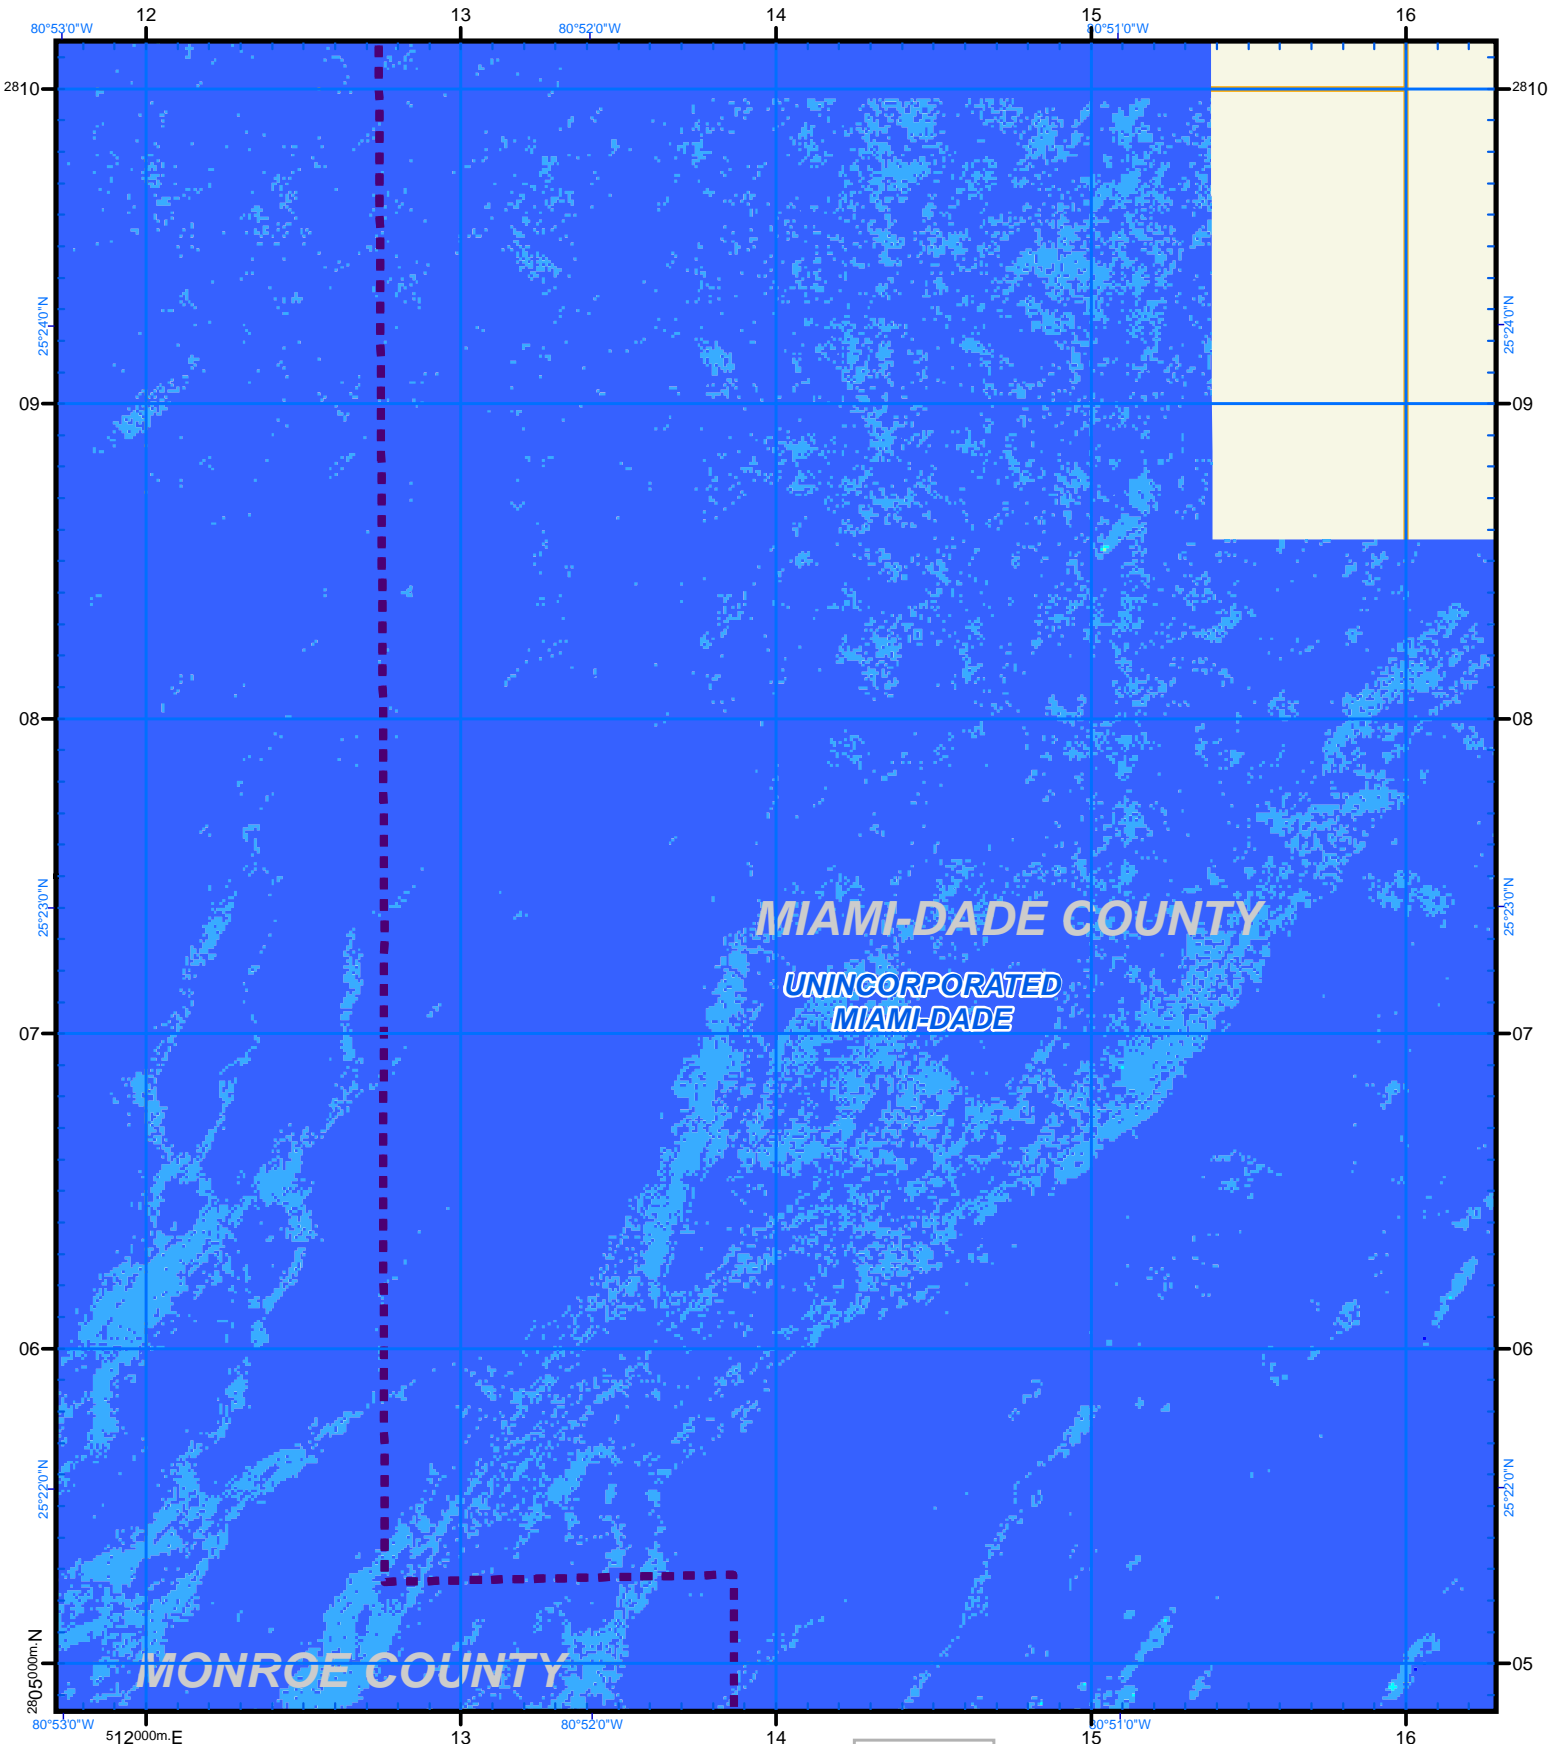 12 13 14 15 16
80°53'0"W 80°52'0"W 80°51'0"W
2810 2810
25°24'0"N 25°24'0"N
09 09
08 08
25°23'0"N 25°23'0"N
MIAMI-DADE COUNTY
UNINCORPORATED
MIAMI-DADE
07 07
06 06
25°22'0"N 25°22'0"N
MONROE COUNTY
2805000m.N 05
80°53'0"W 80°52'0"W 80°51'0"W
512000m.E 13 14 15 16